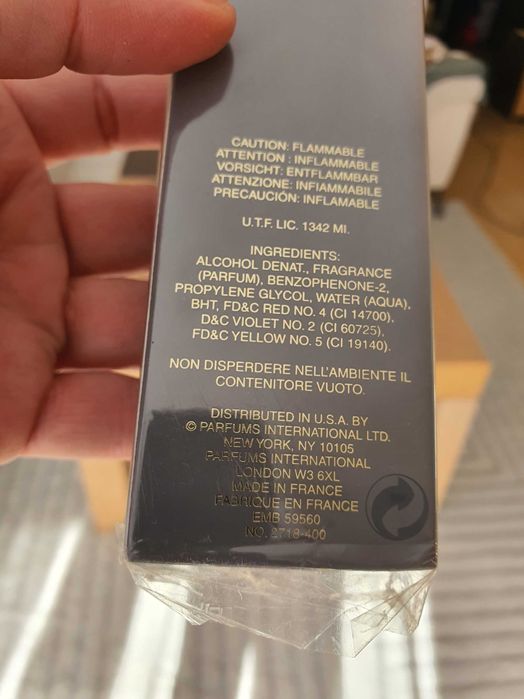 CAUTION: FLAMMABLE
ATTENTION : INFLAMMABLE
VORSICHT: ENTFLAMMBAR
ATTENZIONE: INFIAMMABILE
PRECAUCIÓN: INFLAMABLE
U.T.F. LIC. 1342 MI.
INGREDIENTS:
ALCOHOL DENAT., FRAGRANCE
(PARFUM), BENZOPHENONE-2,
PROPYLENE GLYCOL, WATER (AQUA),
BHT, FD&C RED NO. 4 (CI 14700),
D&C VIOLET NO. 2 (CI 60725),
FD&C YELLOW NO. 5 (CI 19140).
NON DISPERDERE NELL'AMBIENTE IL
CONTENITORE VUOTO.
DISTRIBUTED IN U.S.A. BY
© PARFUMS INTERNATIONAL LTD.
NEW YORK, NY 10105
PARFUMS INTERNATIONAL
LONDON W3 6XL
MADE IN FRANCE
FABRIQUÉ EN FRANCE
EMB 59560
NO. 2718-400